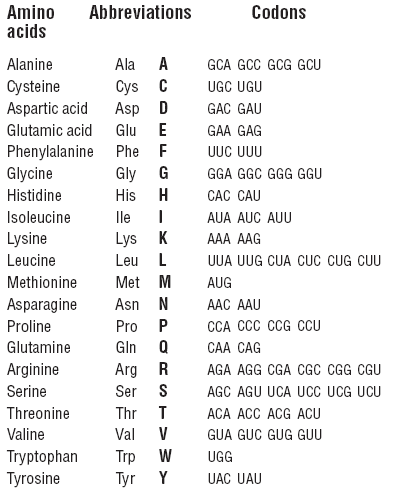 Amino acids Abbreviations Codons
Alanine Ala A GCA GCC GCG GCU
Cysteine Cys C UGC UGU
Aspartic acid Asp D GAC GAU
Glutamic acid Glu E GAA GAG
Phenylalanine Phe F UUC UUU
Glycine Gly G GGA GGC GGG GGU
Histidine His H CAC CAU
Isoleucine Ile I AUA AUC AUU
Lysine Lys K AAA AAG
Leucine Leu L UUA UUG CUA CUC CUG CUU
Methionine Met M AUG
Asparagine Asn N AAC AAU
Proline Pro P CCA CCC CCG CCU
Glutamine Gln Q CAA CAG
Arginine Arg R AGA AGG CGA CGC CGG CGU
Serine Ser S AGC AGU UCA UCC UCG UCU
Threonine Thr T ACA ACC ACG ACU
Valine Val V GUA GUC GUG GUU
Tryptophan Trp W UGG
Tyrosine Tyr Y UAC UAU